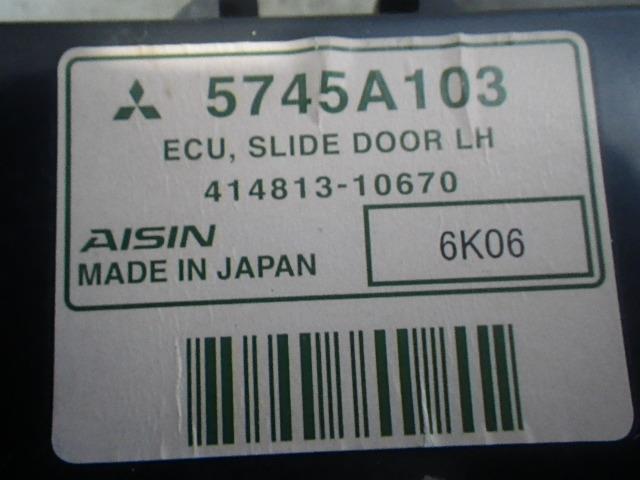 5745A103
ECU, SLIDE DOOR LH
414813-10670
AISIN
6K06
MADE IN JAPAN